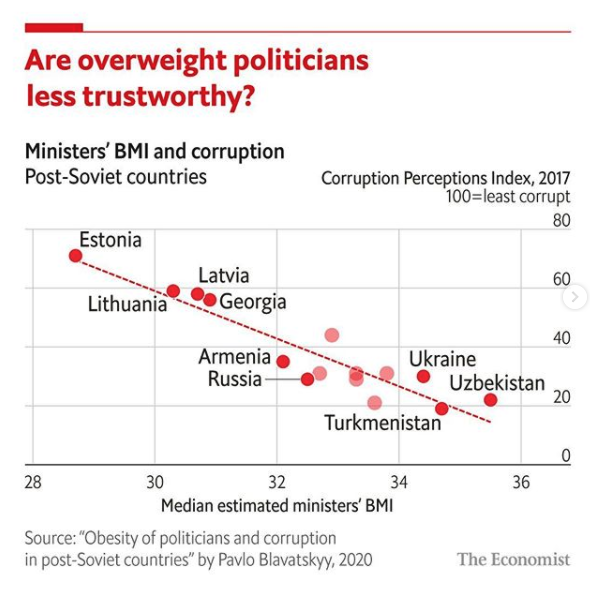 Are overweight politicians
less trustworthy?
Ministers’ BMI and corruption
Post-Soviet countries
Corruption Perceptions Index, 2017
100=least corrupt
80
Estonia
Latvia
60
Lithuania
Georgia
40
Armenia
Ukraine
Russia
Uzbekistan
20
Turkmenistan
0
28 30 32 34 36
Median estimated ministers’ BMI
Source: “Obesity of politicians and corruption
in post-Soviet countries” by Pavlo Blavatskyy, 2020
The Economist